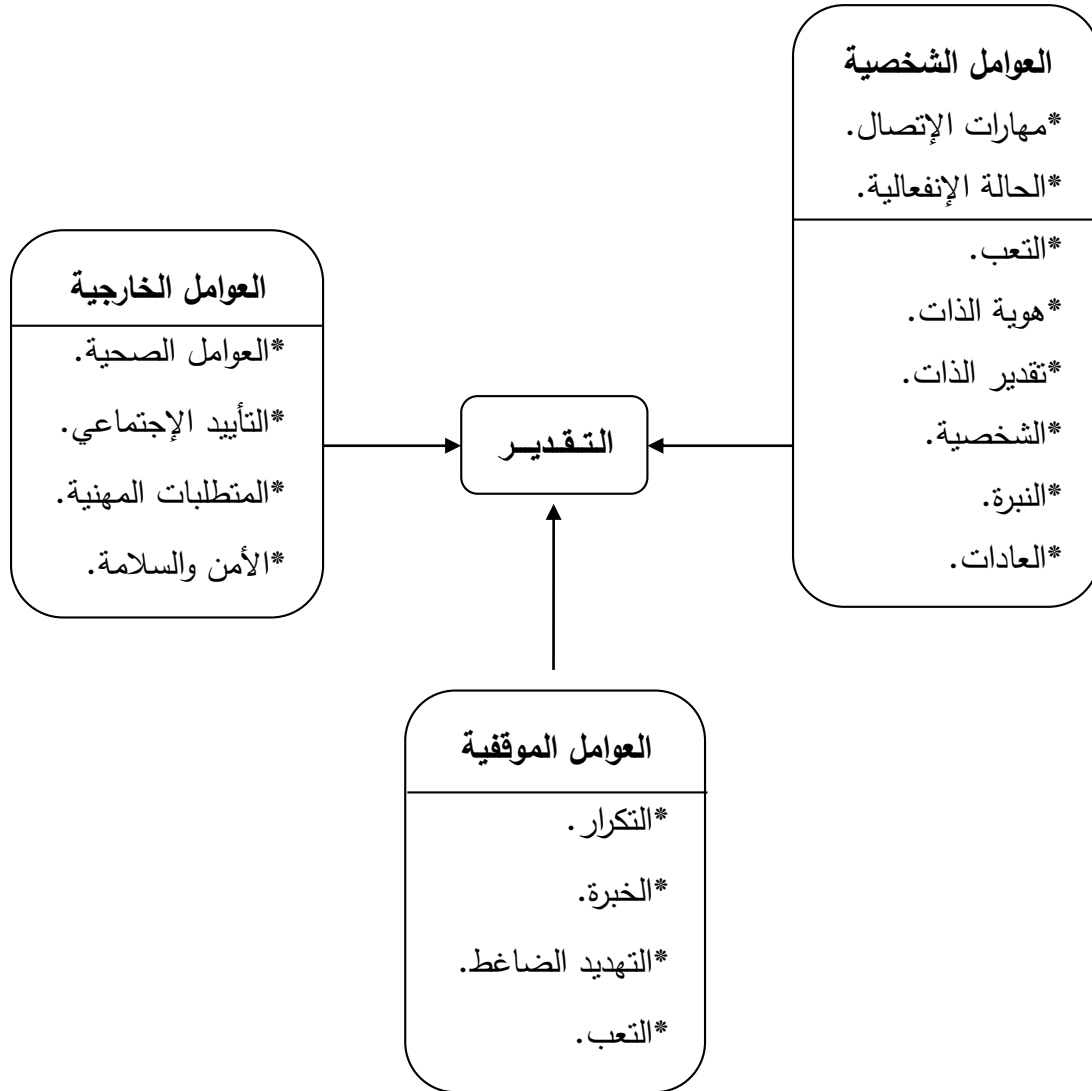 العوامل الشخصية
*مهارات الإتصال.
*الحالة الإنفعالية.
*التعب.
*هوية الذات.
*تقدير الذات.
*الشخصية.
*النبرة.
*العادات.
العوامل الخارجية
*العوامل الصحية.
*التأييد الإجتماعي.
*المتطلبات المهنية.
*الأمن والسلامة.
التـقـديـــر
العوامل الموقفية
*التكرار.
*الخبرة.
*التهديد الضاغط.
*التعب.